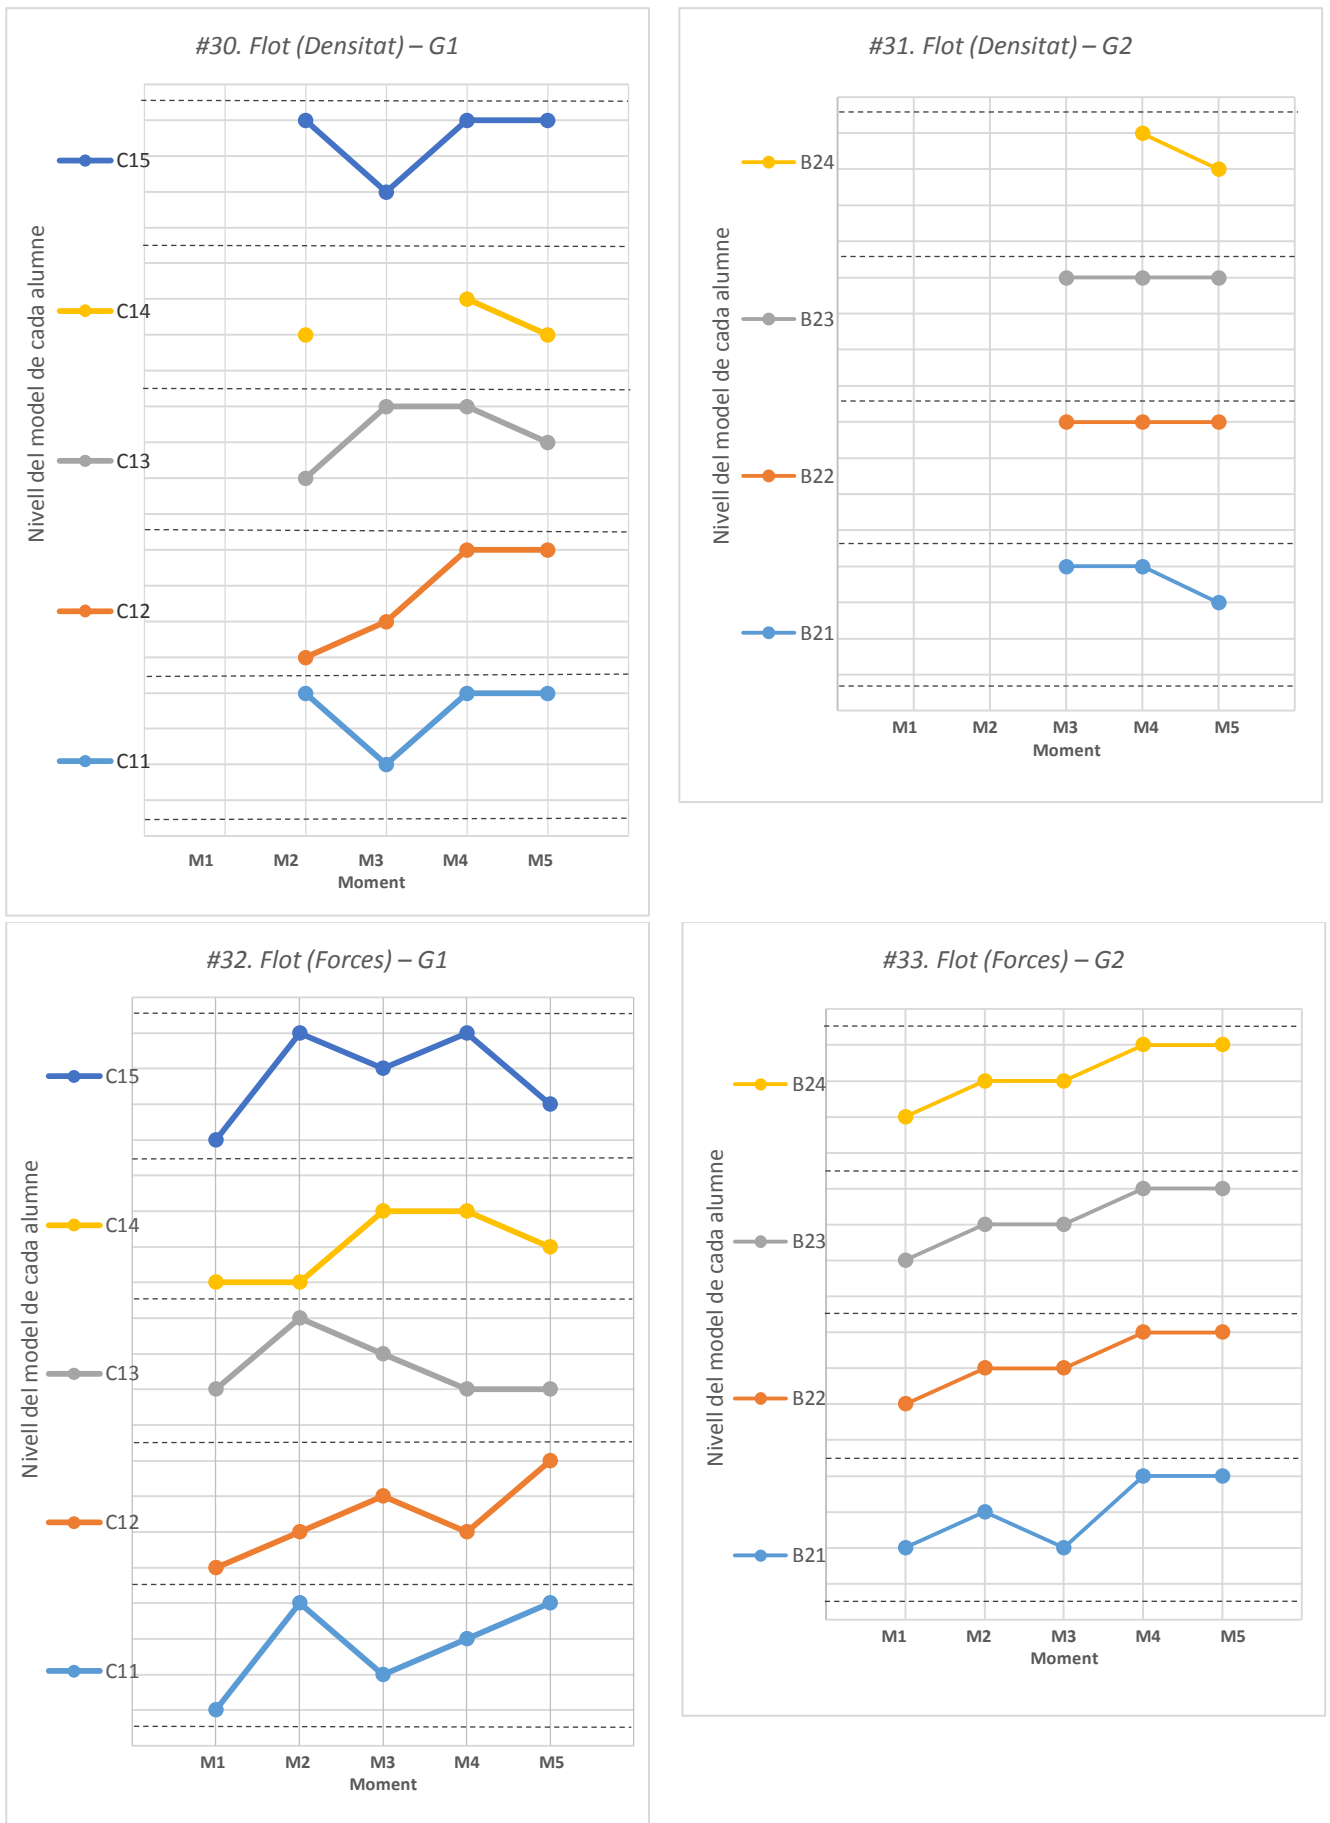 #30. Flot (Densitat) – G1
Nivell del model de cada alumne
C15
C14
C13
C12
C11
M1 M2 M3 M4 M5
Moment
#31. Flot (Densitat) – G2
Nivell del model de cada alumne
B24
B23
B22
B21
M1 M2 M3 M4 M5
Moment
#32. Flot (Forces) – G1
Nivell del model de cada alumne
C15
C14
C13
C12
C11
M1 M2 M3 M4 M5
Moment
#33. Flot (Forces) – G2
Nivell del model de cada alumne
B24
B23
B22
B21
M1 M2 M3 M4 M5
Moment